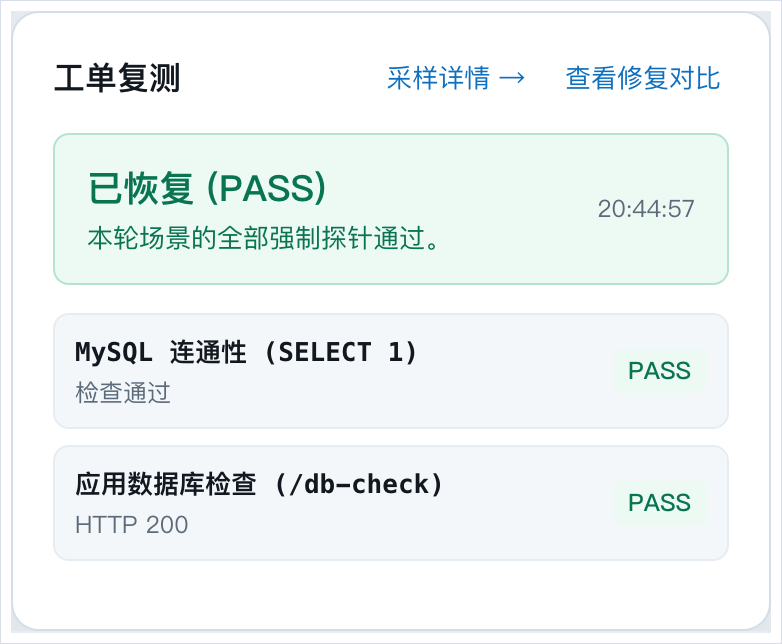 工单复测
采样详情 →
查看修复对比
已恢复 (PASS)
本轮场景的全部强制探针通过。
20:44:57
MySQL 连通性 (SELECT 1)
检查通过
PASS
应用数据库检查 (/db-check)
HTTP 200
PASS